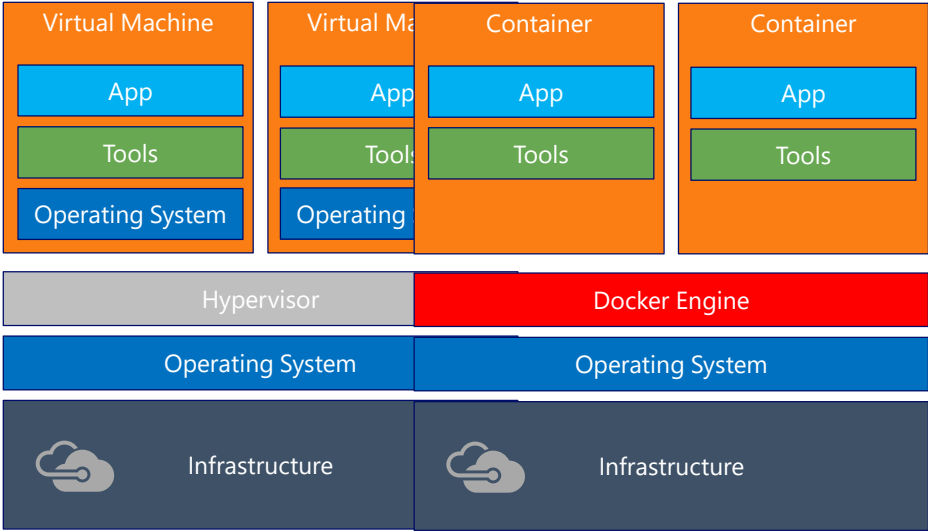 Virtual Machine
App
Tools
Operating System
Virtual Ma
App
Tools
Operating
Hypervisor
Operating System
Infrastructure
Container
App
Tools
Container
App
Tools
Docker Engine
Operating System
Infrastructure